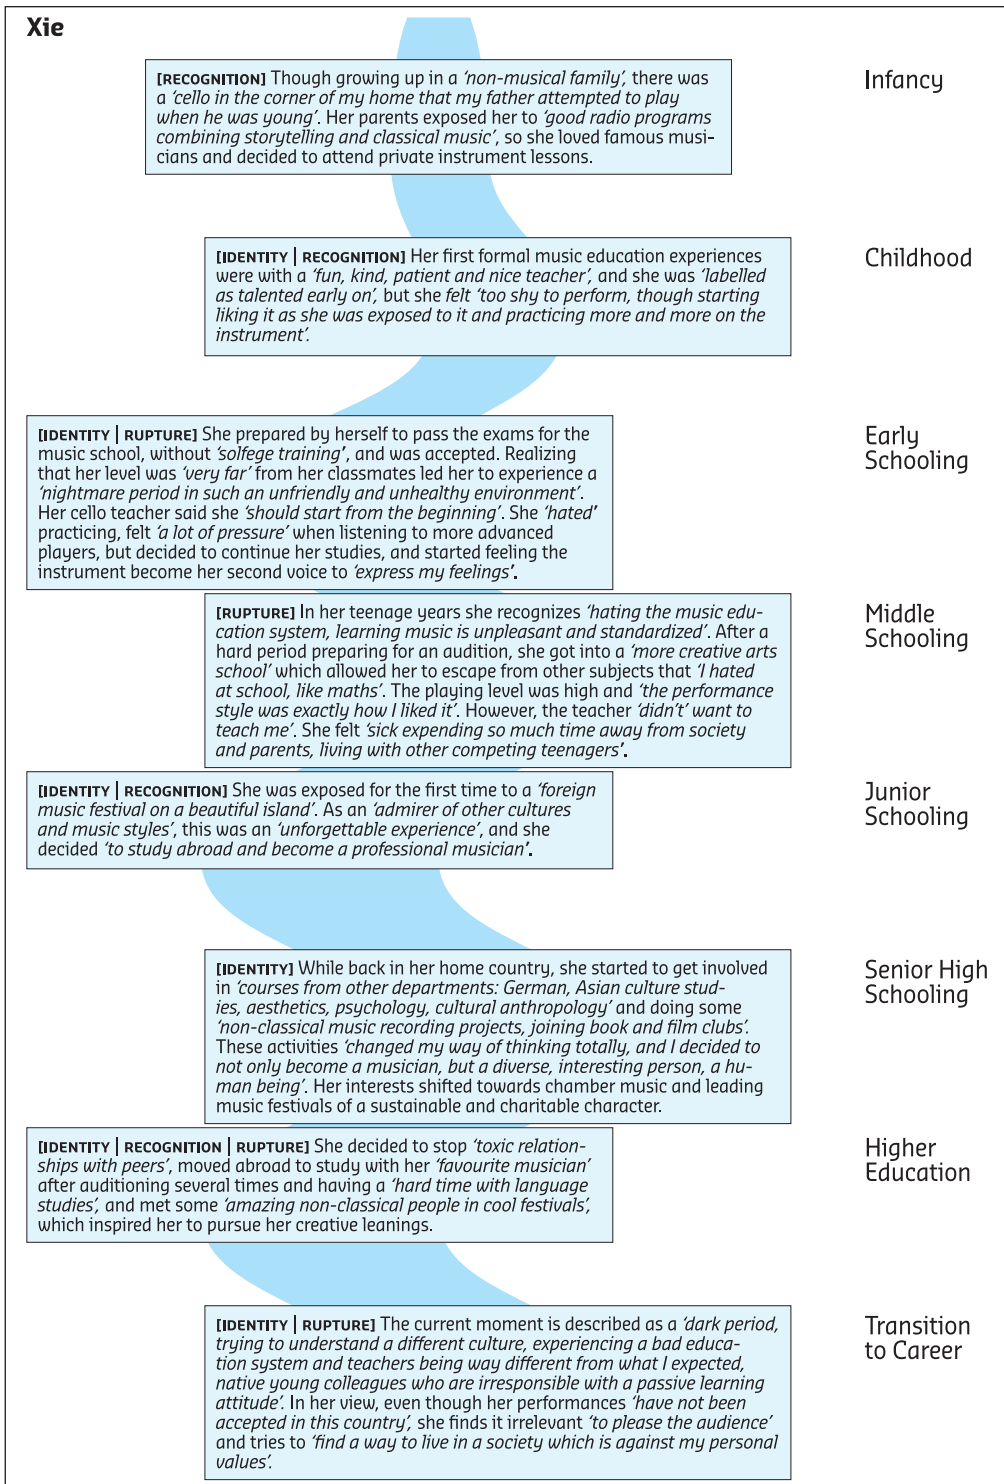 Xie
[RECOGNITION] Though growing up in a ‘non-musical family’, there was
a ‘cello in the corner of my home that my father attempted to play
when he was young’. Her parents exposed her to ‘good radio programs
combining storytelling and classical music’, so she loved famous musi-
cians and decided to attend private instrument lessons.
Infancy
[IDENTITY | RECOGNITION] Her first formal music education experiences
were with a ‘fun, kind, patient and nice teacher’, and she was ‘labelled
as talented early on’, but she felt ‘too shy to perform, though starting
liking it as she was exposed to it and practicing more and more on the
instrument’.
Childhood
[IDENTITY | RUPTURE] She prepared by herself to pass the exams for the
music school, without ‘solfege training’, and was accepted. Realizing
that her level was ‘very far’ from her classmates led her to experience a
‘nightmare period in such an unfriendly and unhealthy environment’.
Her cello teacher said she ‘should start from the beginning’. She ‘hated’
practicing, felt ‘a lot of pressure’ when listening to more advanced
players, but decided to continue her studies, and started feeling the
instrument become her second voice to ‘express my feelings’.
Early
Schooling
[RUPTURE] In her teenage years she recognizes ‘hating the music edu-
cation system, learning music is unpleasant and standardized’. After a
hard period preparing for an audition, she got into a ‘more creative arts
school’ which allowed her to escape from other subjects that ‘I hated
at school, like maths’. The playing level was high and ‘the performance
style was exactly how I liked it’. However, the teacher ‘didn’t’ want to
teach me’. She felt ‘sick expending so much time away from society
and parents, living with other competing teenagers’.
Middle
Schooling
[IDENTITY | RECOGNITION] She was exposed for the first time to a ‘foreign
music festival on a beautiful island’. As an ‘admirer of other cultures
and music styles’, this was an ‘unforgettable experience’, and she
decided ‘to study abroad and become a professional musician’.
Junior
Schooling
[IDENTITY] While back in her home country, she started to get involved
in ‘courses from other departments: German, Asian culture stud-
ies, aesthetics, psychology, cultural anthropology’ and doing some
‘non-classical music recording projects, joining book and film clubs’.
These activities ‘changed my way of thinking totally, and I decided to
not only become a musician, but a diverse, interesting person, a hu-
man being’. Her interests shifted towards chamber music and leading
music festivals of a sustainable and charitable character.
Senior High
Schooling
[IDENTITY | RECOGNITION | RUPTURE] She decided to stop ‘toxic relation-
ships with peers’, moved abroad to study with her ‘favourite musician’
after auditioning several times and having a ‘hard time with language
studies’, and met some ‘amazing non-classical people in cool festivals’,
which inspired her to pursue her creative leanings.
Higher
Education
[IDENTITY | RUPTURE] The current moment is described as a ‘dark period,
trying to understand a different culture, experiencing a bad educa-
tion system and teachers being way different from what I expected,
native young colleagues who are irresponsible with a passive learning
attitude’. In her view, even though her performances ‘have not been
accepted in this country’, she finds it irrelevant ‘to please the audience’
and tries to ‘find a way to live in a society which is against my personal
values’.
Transition
to Career